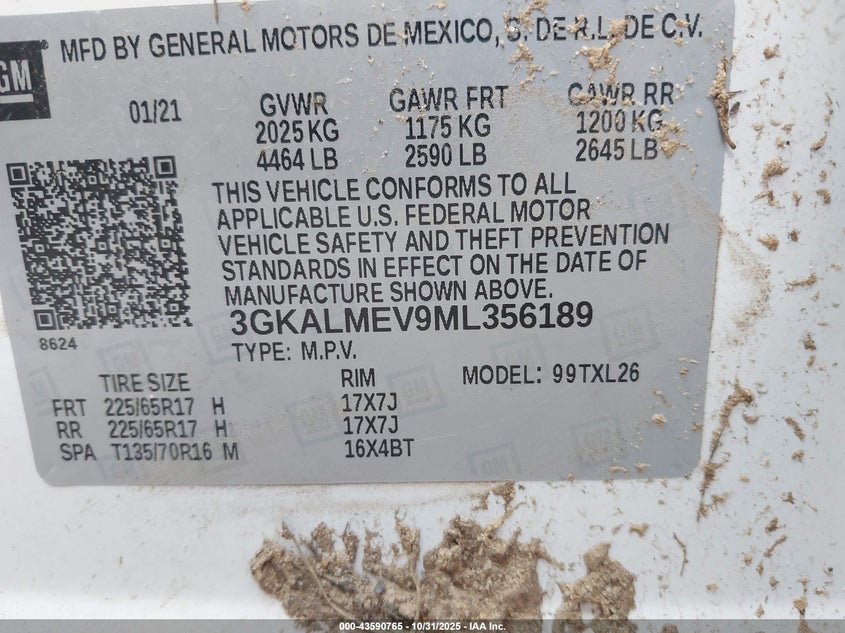 GM
MFD BY GENERAL MOTORS DE MEXICO, S. DE R.L. DE C.V.
01/21 GVWR GAWR FRT GAWR RR
2025 KG 1175 KG 1200 KG
4464 LB 2590 LB 2645 LB
THIS VEHICLE CONFORMS TO ALL
APPLICABLE U.S. FEDERAL MOTOR
VEHICLE SAFETY AND THEFT PREVENTION
STANDARDS IN EFFECT ON THE DATE OF
MANUFACTURE SHOWN ABOVE.
3GKALMEV9ML356189
8624
TYPE: M.P.V.
TIRE SIZE RIM MODEL: 99TXL26
FRT 225/65R17 H 17X7J
RR 225/65R17 H 17X7J
SPA T135/70R16 M 16X4BT
000-43590765 - 10/31/2025 - IAA Inc.